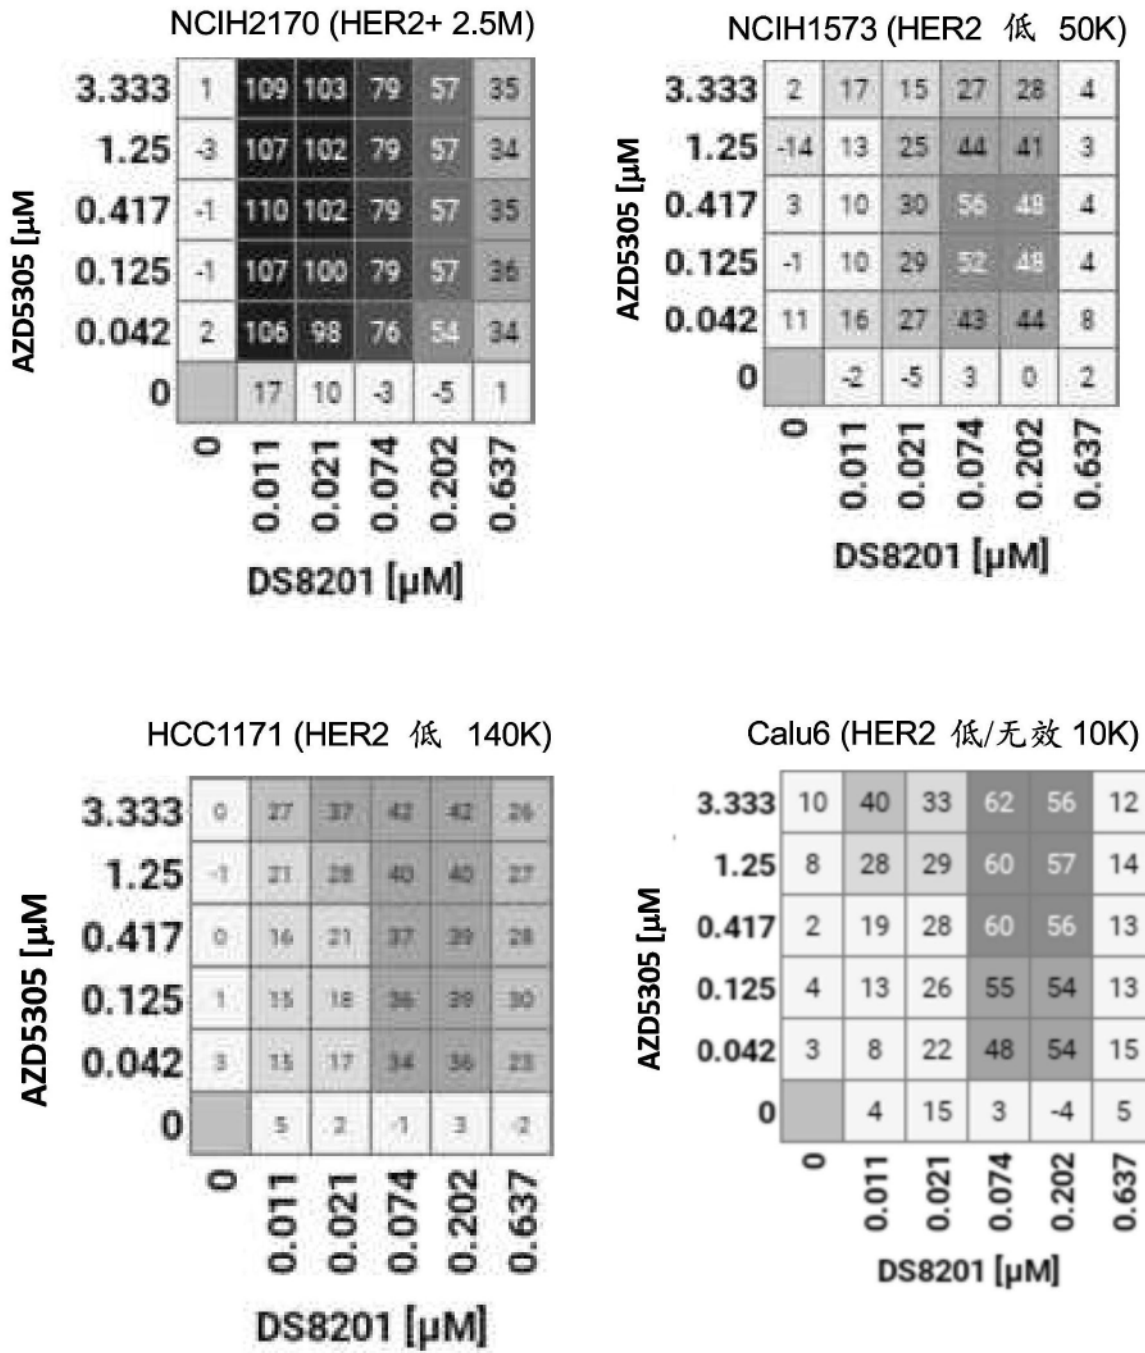 NCIH2170 (HER2+ 2.5M)
AZD5305 [µM
3.333 1 109 103 79 57 35
1.25 -3 107 102 79 57 34
0.417 -1 110 102 79 57 35
0.125 -1 107 100 79 57 36
0.042 2 106 98 76 54 34
0 17 10 -3 -5 1
0 0.011 0.021 0.074 0.202 0.637
DS8201 [µM]
NCIH1573 (HER2 低 50K)
AZD5305 [µM
3.333 2 17 15 27 28 4
1.25 -14 13 25 44 41 3
0.417 3 10 30 56 48 4
0.125 -1 10 29 52 48 4
0.042 11 16 27 43 44 8
0 -2 -5 3 0 2
0 0.011 0.021 0.074 0.202 0.637
DS8201 [µM]
HCC1171 (HER2 低 140K)
AZD5305 [µM
3.333 0 27 37 42 42 26
1.25 -1 21 28 40 40 27
0.417 0 16 21 37 39 28
0.125 1 15 18 36 39 30
0.042 3 15 17 34 36 23
0 5 2 -1 3 -2
0 0.011 0.021 0.074 0.202 0.637
DS8201 [µM]
Calu6 (HER2 低/无效 10K)
AZD5305 [µM
3.333 10 40 33 62 56 12
1.25 8 28 29 60 57 14
0.417 2 19 28 60 56 13
0.125 4 13 26 55 54 13
0.042 3 8 22 48 54 15
0 4 15 3 -4 5
0 0.011 0.021 0.074 0.202 0.637
DS8201 [µM]